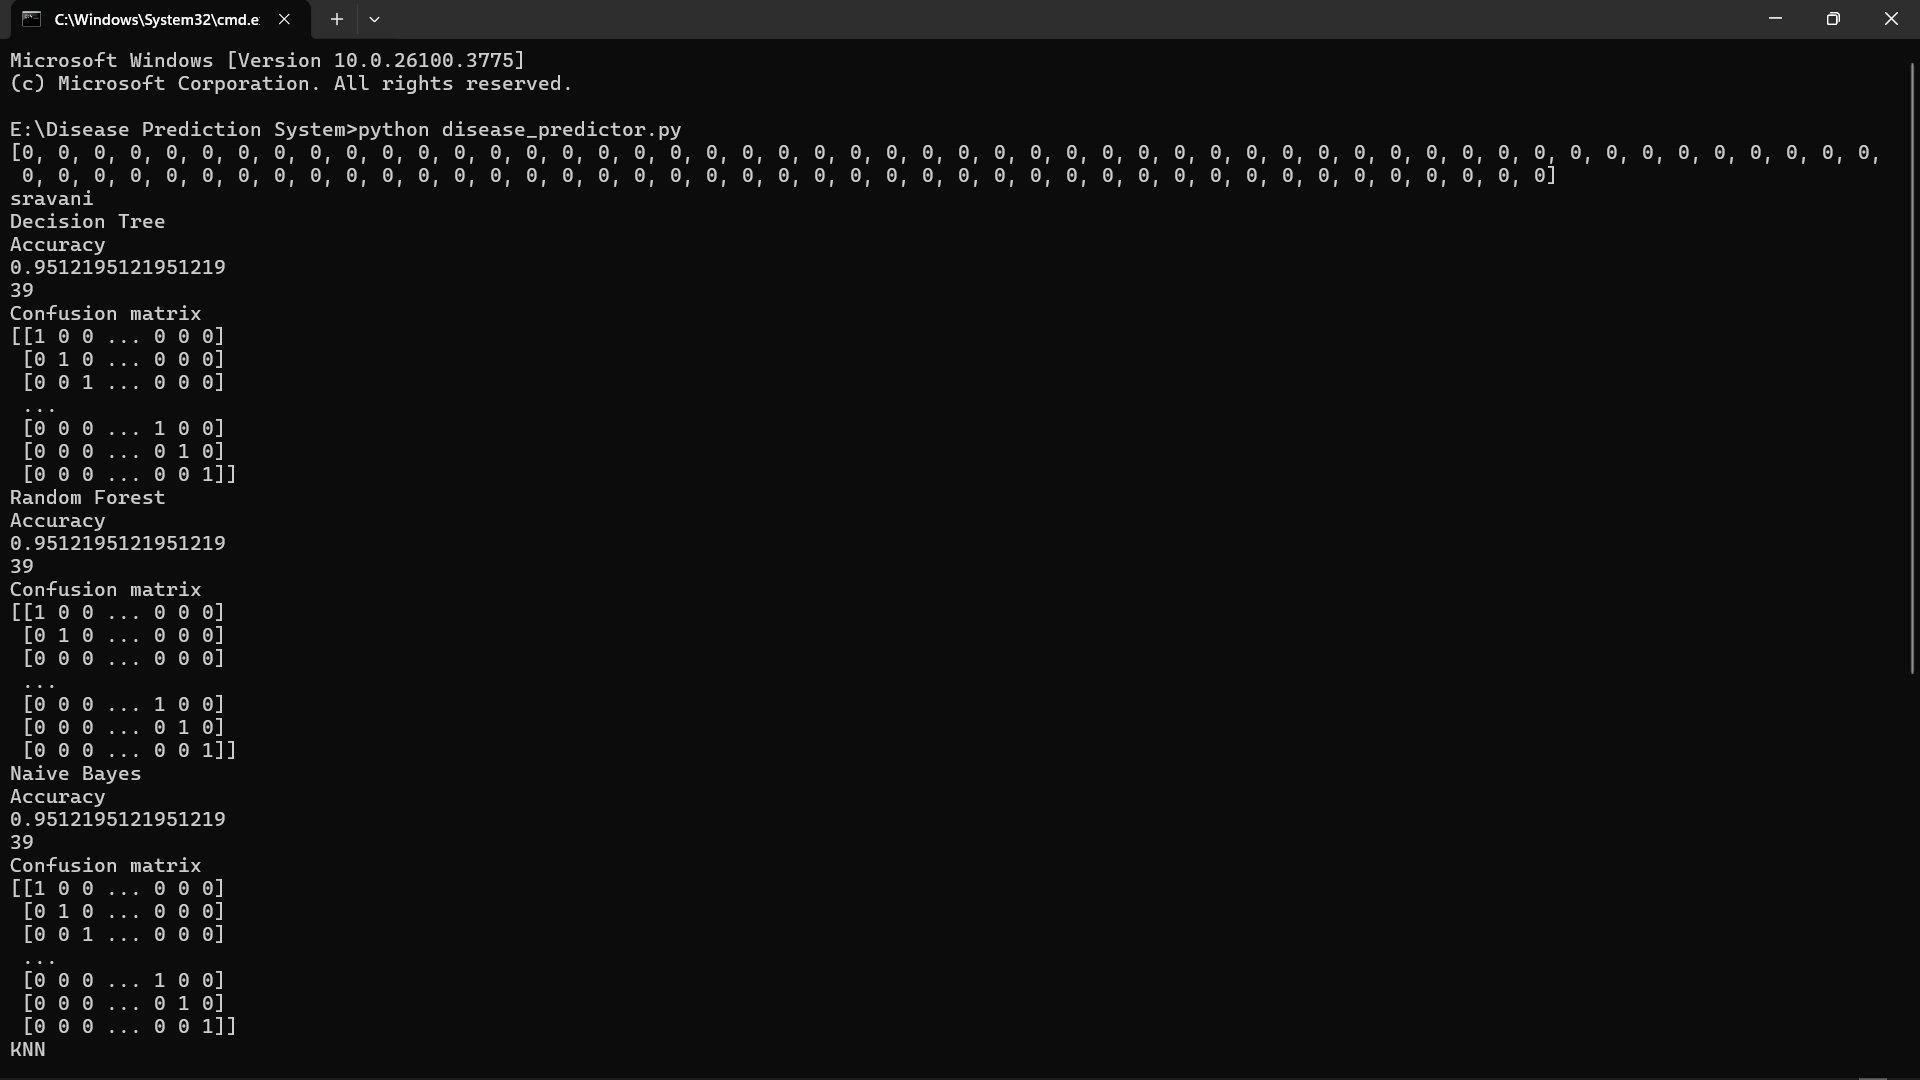 C:\Windows\System32\cmd.e
Microsoft Windows [Version 10.0.26100.3775]
(c) Microsoft Corporation. All rights reserved.
E:\Disease Prediction System>python disease_predictor.py
[0, 0, 0, 0, 0, 0, 0, 0, 0, 0, 0, 0, 0, 0, 0, 0, 0, 0, 0, 0, 0, 0, 0, 0, 0, 0, 0, 0, 0, 0, 0, 0, 0, 0, 0, 0, 0, 0, 0, 0, 0, 0, 0, 0, 0, 0, 0, 0, 0, 0, 0, 0,
0, 0, 0, 0, 0, 0, 0, 0, 0, 0, 0, 0, 0, 0, 0, 0, 0, 0, 0, 0, 0, 0, 0, 0, 0, 0, 0, 0, 0, 0, 0, 0, 0, 0, 0, 0, 0, 0, 0, 0, 0, 0, 0]
sravani
Decision Tree
Accuracy
0.9512195121951219
39
Confusion matrix
[[1 0 0 ... 0 0 0]
[0 1 0 ... 0 0 0]
[0 0 1 ... 0 0 0]
...
[0 0 0 ... 1 0 0]
[0 0 0 ... 0 1 0]
[0 0 0 ... 0 0 1]]
Random Forest
Accuracy
0.9512195121951219
39
Confusion matrix
[[1 0 0 ... 0 0 0]
[0 1 0 ... 0 0 0]
[0 0 0 ... 0 0 0]
...
[0 0 0 ... 1 0 0]
[0 0 0 ... 0 1 0]
[0 0 0 ... 0 0 1]]
Naive Bayes
Accuracy
0.9512195121951219
39
Confusion matrix
[[1 0 0 ... 0 0 0]
[0 1 0 ... 0 0 0]
[0 0 1 ... 0 0 0]
...
[0 0 0 ... 1 0 0]
[0 0 0 ... 0 1 0]
[0 0 0 ... 0 0 1]]
KNN